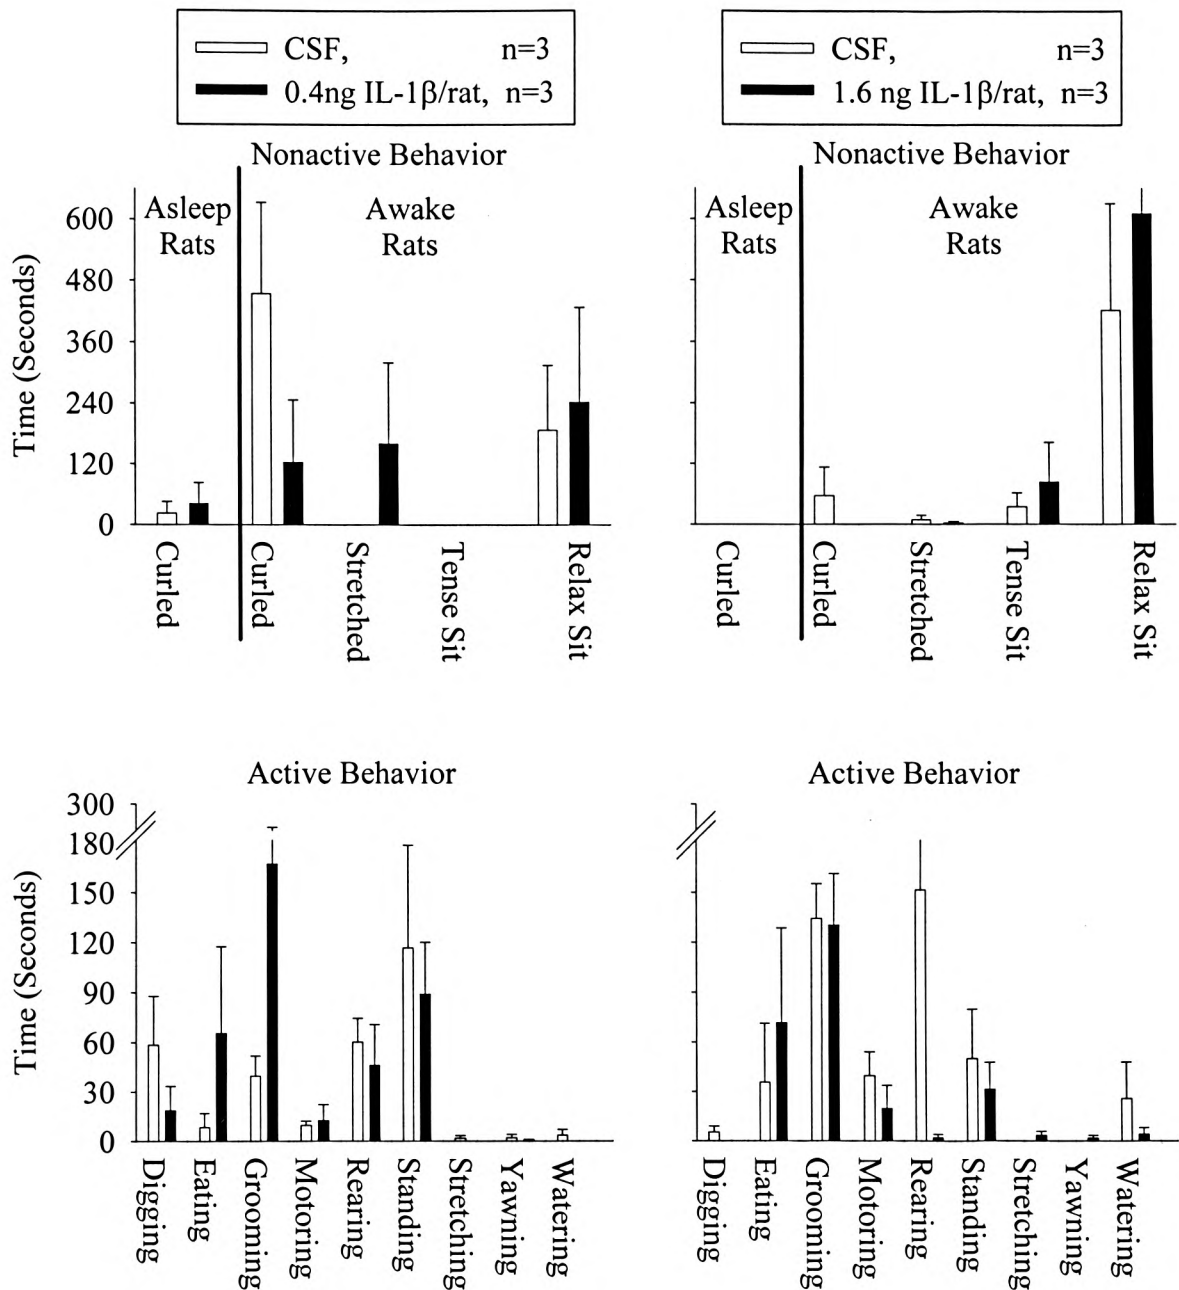 CSF, n=3
0.4ng IL-1β/rat, n=3
CSF, n=3
1.6 ng IL-1β/rat, n=3
Nonactive Behavior
Asleep Rats
Awake Rats
Time (Seconds)
600
480
360
240
120
0
Curled
Curled
Stretched
Tense Sit
Relax Sit
Nonactive Behavior
Asleep Rats
Awake Rats
Curled
Curled
Stretched
Tense Sit
Relax Sit
Active Behavior
Time (Seconds)
300
180
150
120
90
60
30
0
Digging
Eating
Grooming
Motoring
Rearing
Standing
Stretching
Yawning
Watering
Active Behavior
Digging
Eating
Grooming
Motoring
Rearing
Standing
Stretching
Yawning
Watering